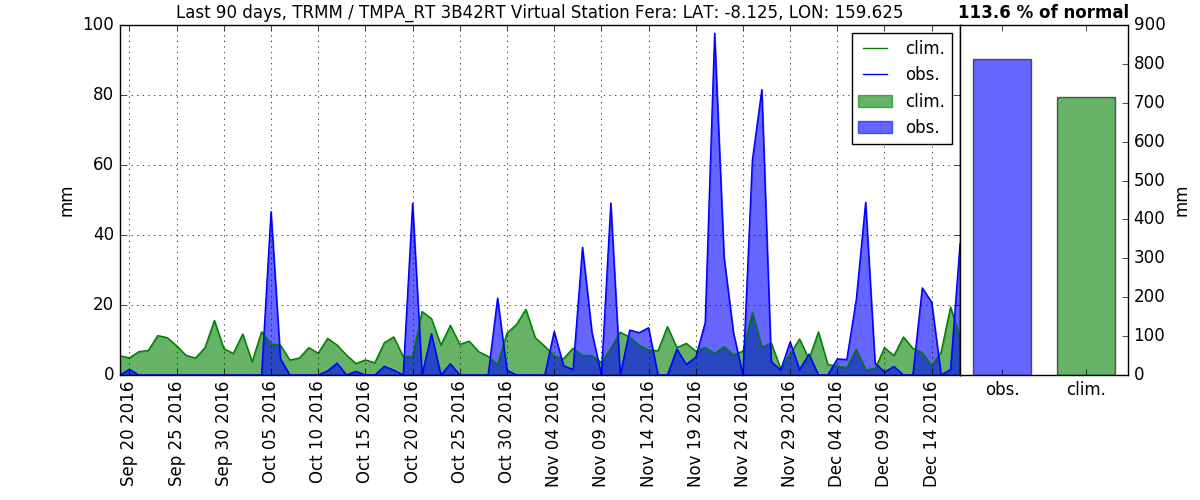 Last 90 days, TRMM / TMPA_RT 3B42RT Virtual Station Fera: LAT: -8.125, LON: 159.625
113.6 % of normal
100
80
60
40
20
0
mm
clim.
obs.
clim.
obs.
Sep 20 2016
Sep 25 2016
Sep 30 2016
Oct 05 2016
Oct 10 2016
Oct 15 2016
Oct 20 2016
Oct 25 2016
Oct 30 2016
Nov 04 2016
Nov 09 2016
Nov 14 2016
Nov 19 2016
Nov 24 2016
Nov 29 2016
Dec 04 2016
Dec 09 2016
Dec 14 2016
900
800
700
600
500
400
300
200
100
0
mm
obs.
clim.